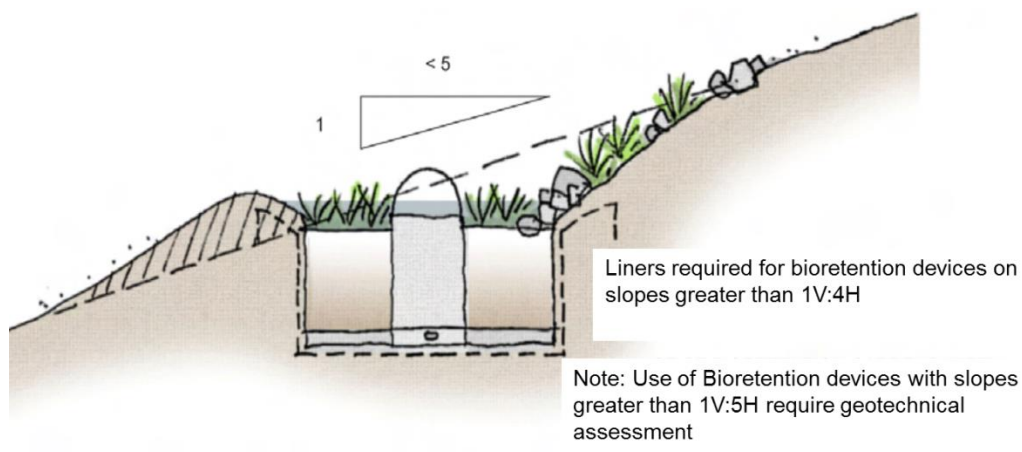 < 5
1
Liners required for bioretention devices on
slopes greater than 1V:4H
Note: Use of Bioretention devices with slopes
greater than 1V:5H require geotechnical
assessment